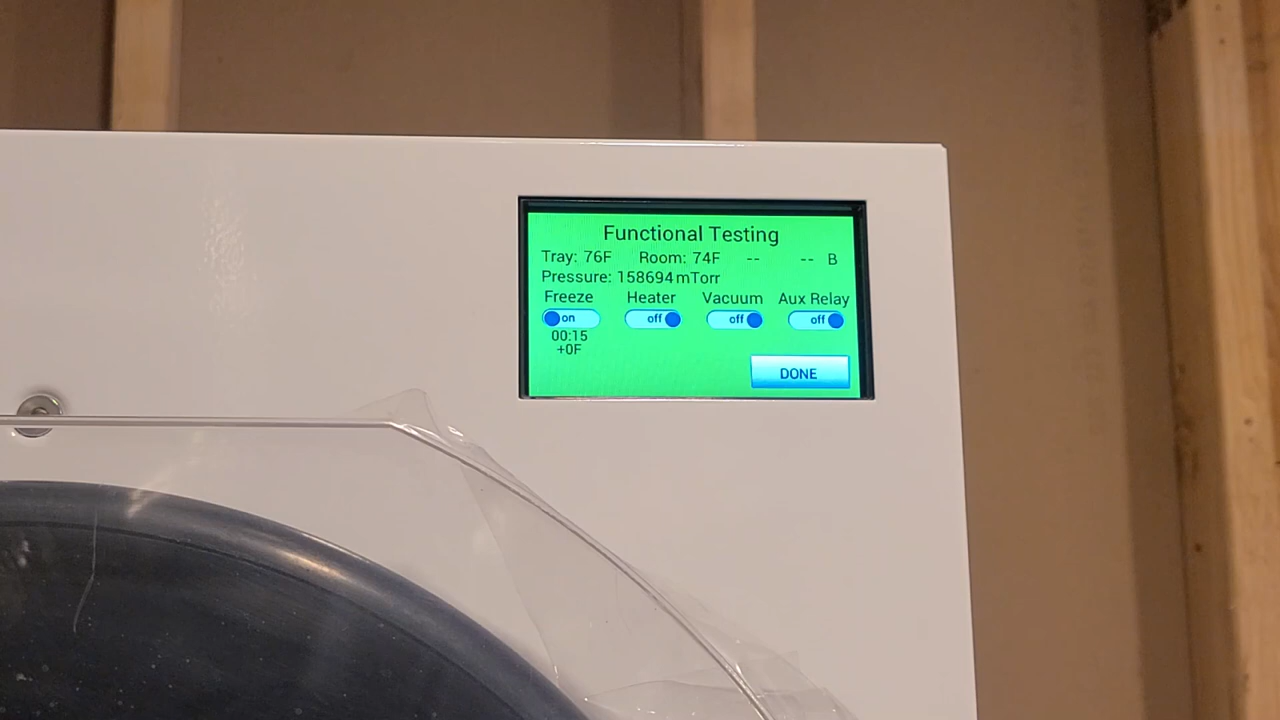 Functional Testing
Tray: 76F Room: 74F -- -- B
Pressure: 158694 mTorr
Freeze Heater Vacuum Aux Relay
on off off off
00:15
+0F
DONE